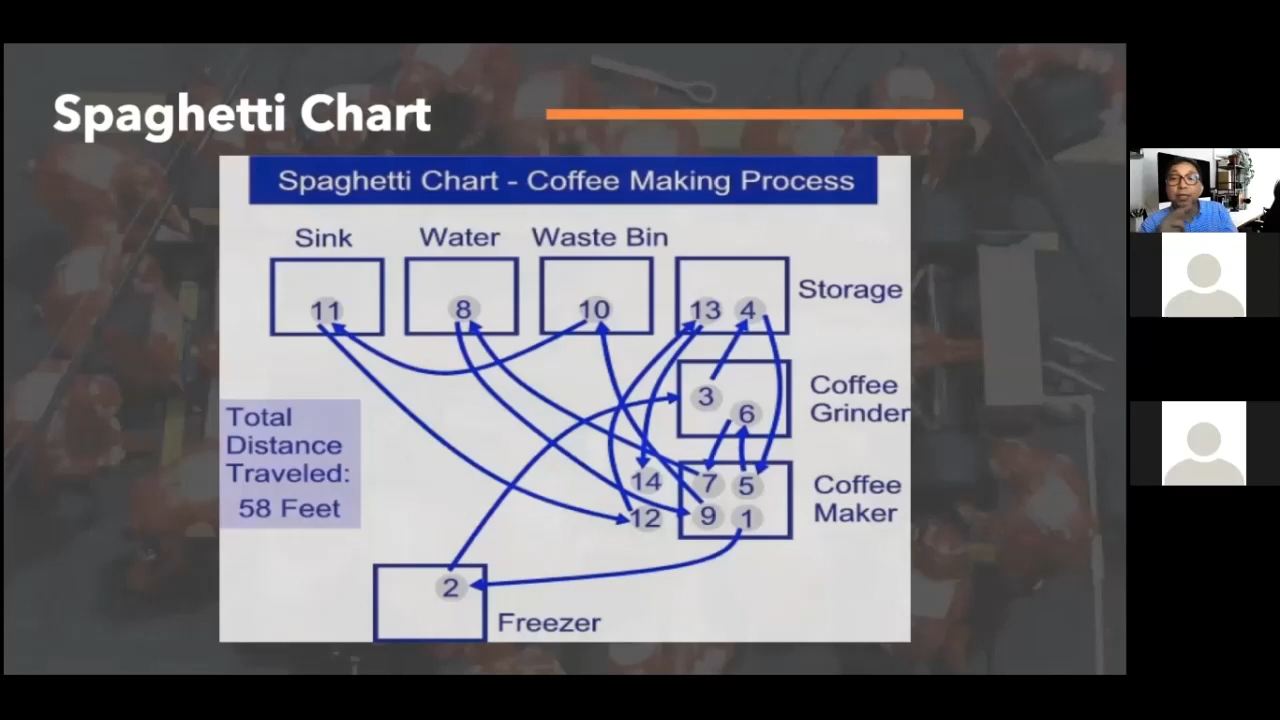 Spaghetti Chart
Spaghetti Chart - Coffee Making Process
Sink
Water
Waste Bin
11
8
10
13 4
Storage
3
6
Coffee
Grinder
Total
Distance
Traveled:
58 Feet
14
7 5
12
9 1
Coffee
Maker
2
Freezer